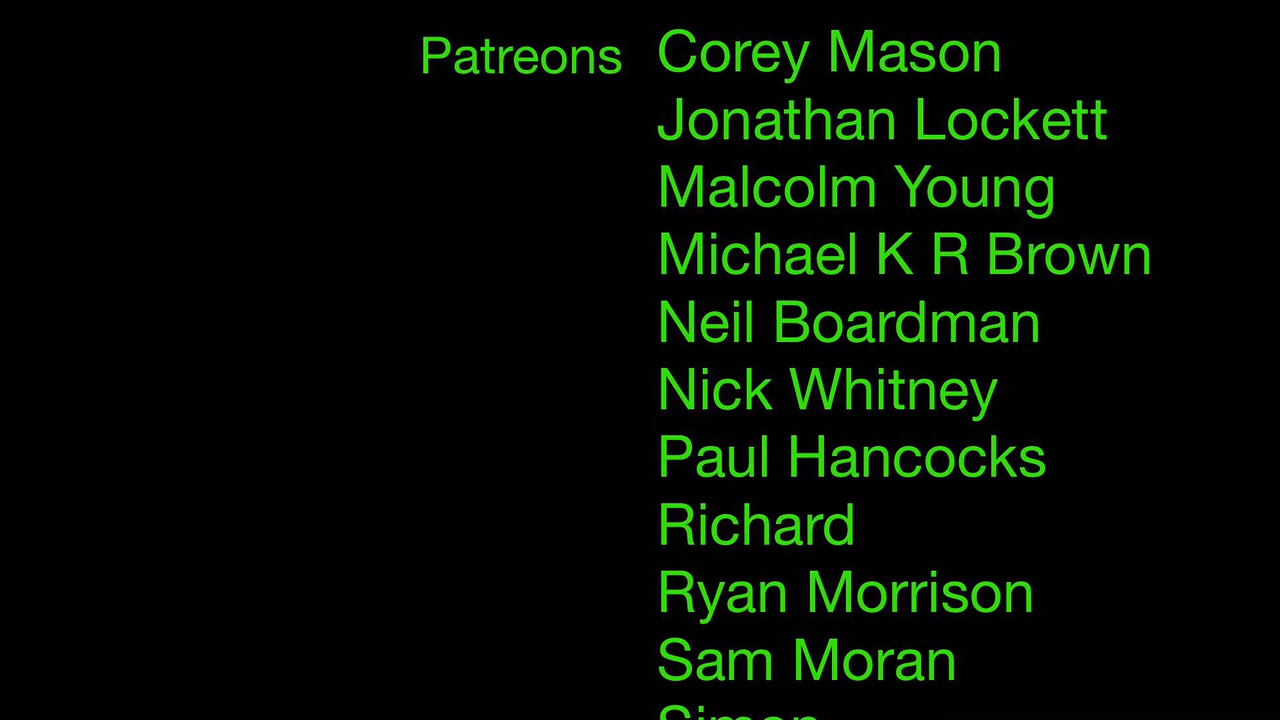 Patreons Corey Mason
Jonathan Lockett
Malcolm Young
Michael K R Brown
Neil Boardman
Nick Whitney
Paul Hancocks
Richard
Ryan Morrison
Sam Moran
Simon